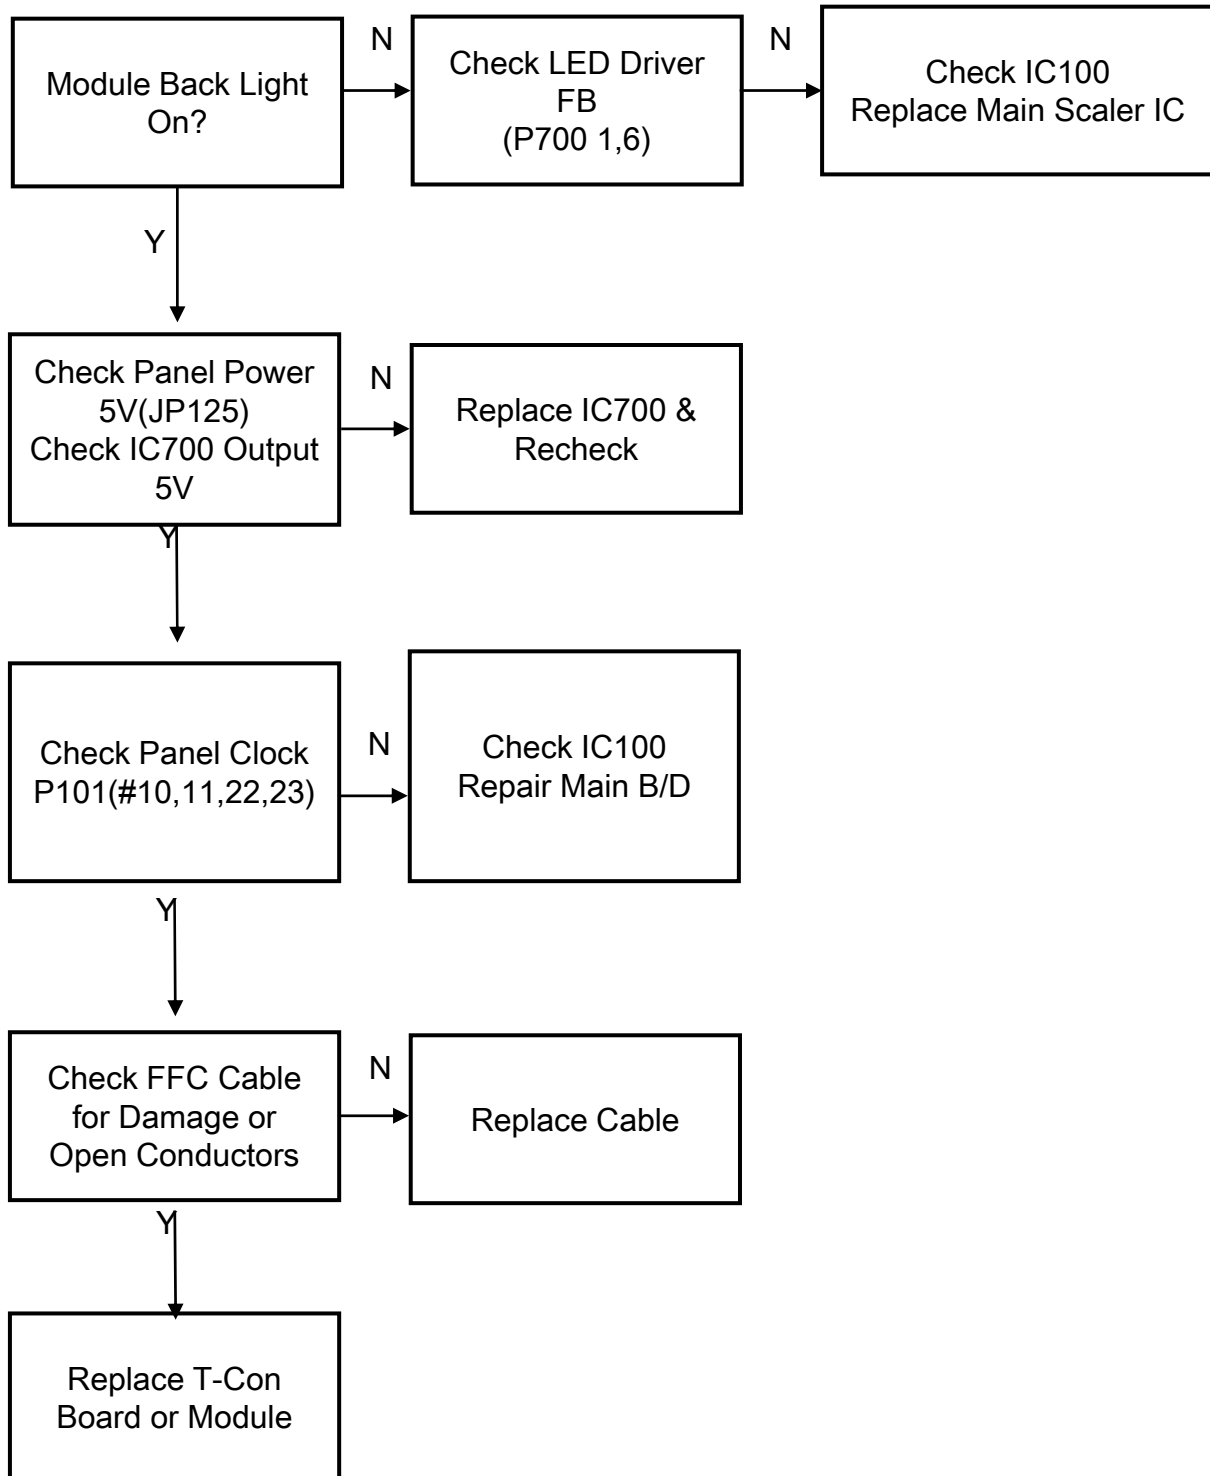 Module Back Light
On?
N
Check LED Driver
FB
(P700 1,6)
N
Check IC100
Replace Main Scaler IC
Y
Check Panel Power
5V(JP125)
Check IC700 Output
5V
N
Replace IC700 &
Recheck
Y
Check Panel Clock
P101(#10,11,22,23)
N
Check IC100
Repair Main B/D
Y
Check FFC Cable
for Damage or
Open Conductors
N
Replace Cable
Y
Replace T-Con
Board or Module